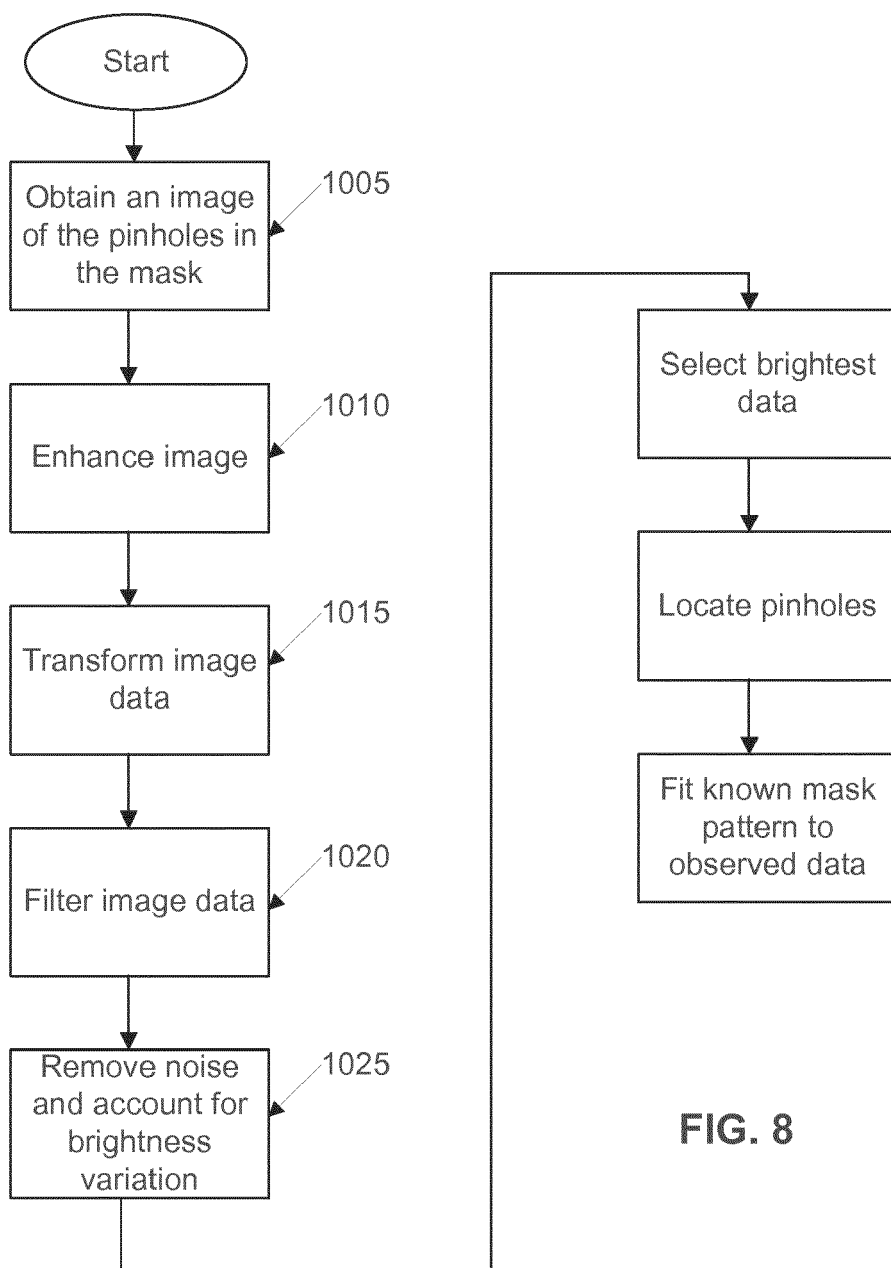 Start
Obtain an image
of the pinholes in
the mask
1005
Enhance image
1010
Transform image
data
1015
Filter image data
1020
Remove noise
and account for
brightness
variation
1025
Select brightest
data
Locate pinholes
Fit known mask
pattern to
observed data
FIG. 8